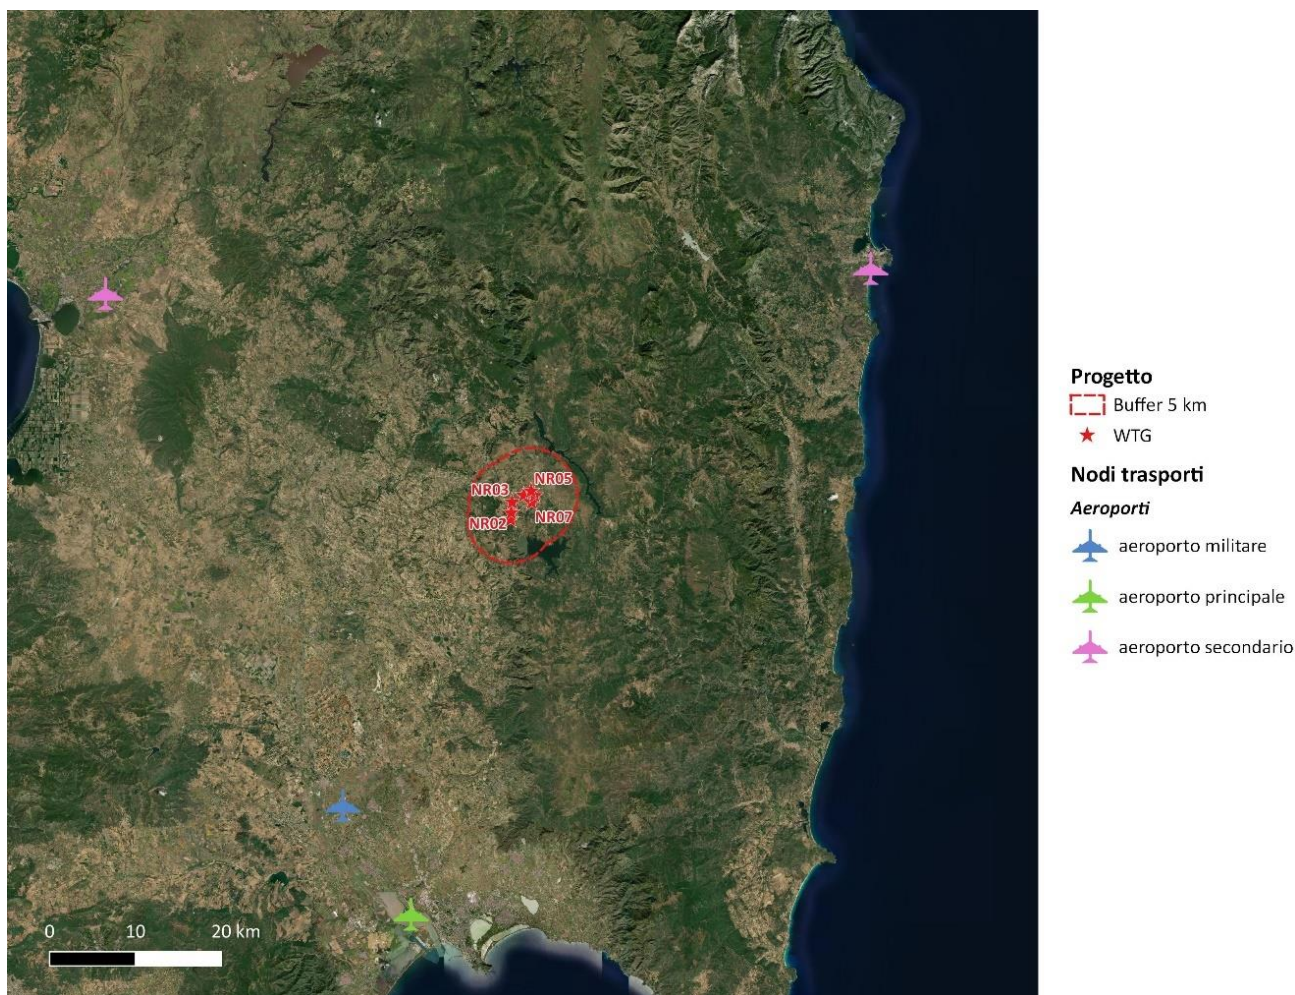 NR05
NR03
NR07
NR02
0 10 20 km
Progetto
Buffer 5 km
WTG
Nodi trasporti
Aeroporti
aeroporto militare
aeroporto principale
aeroporto secondario